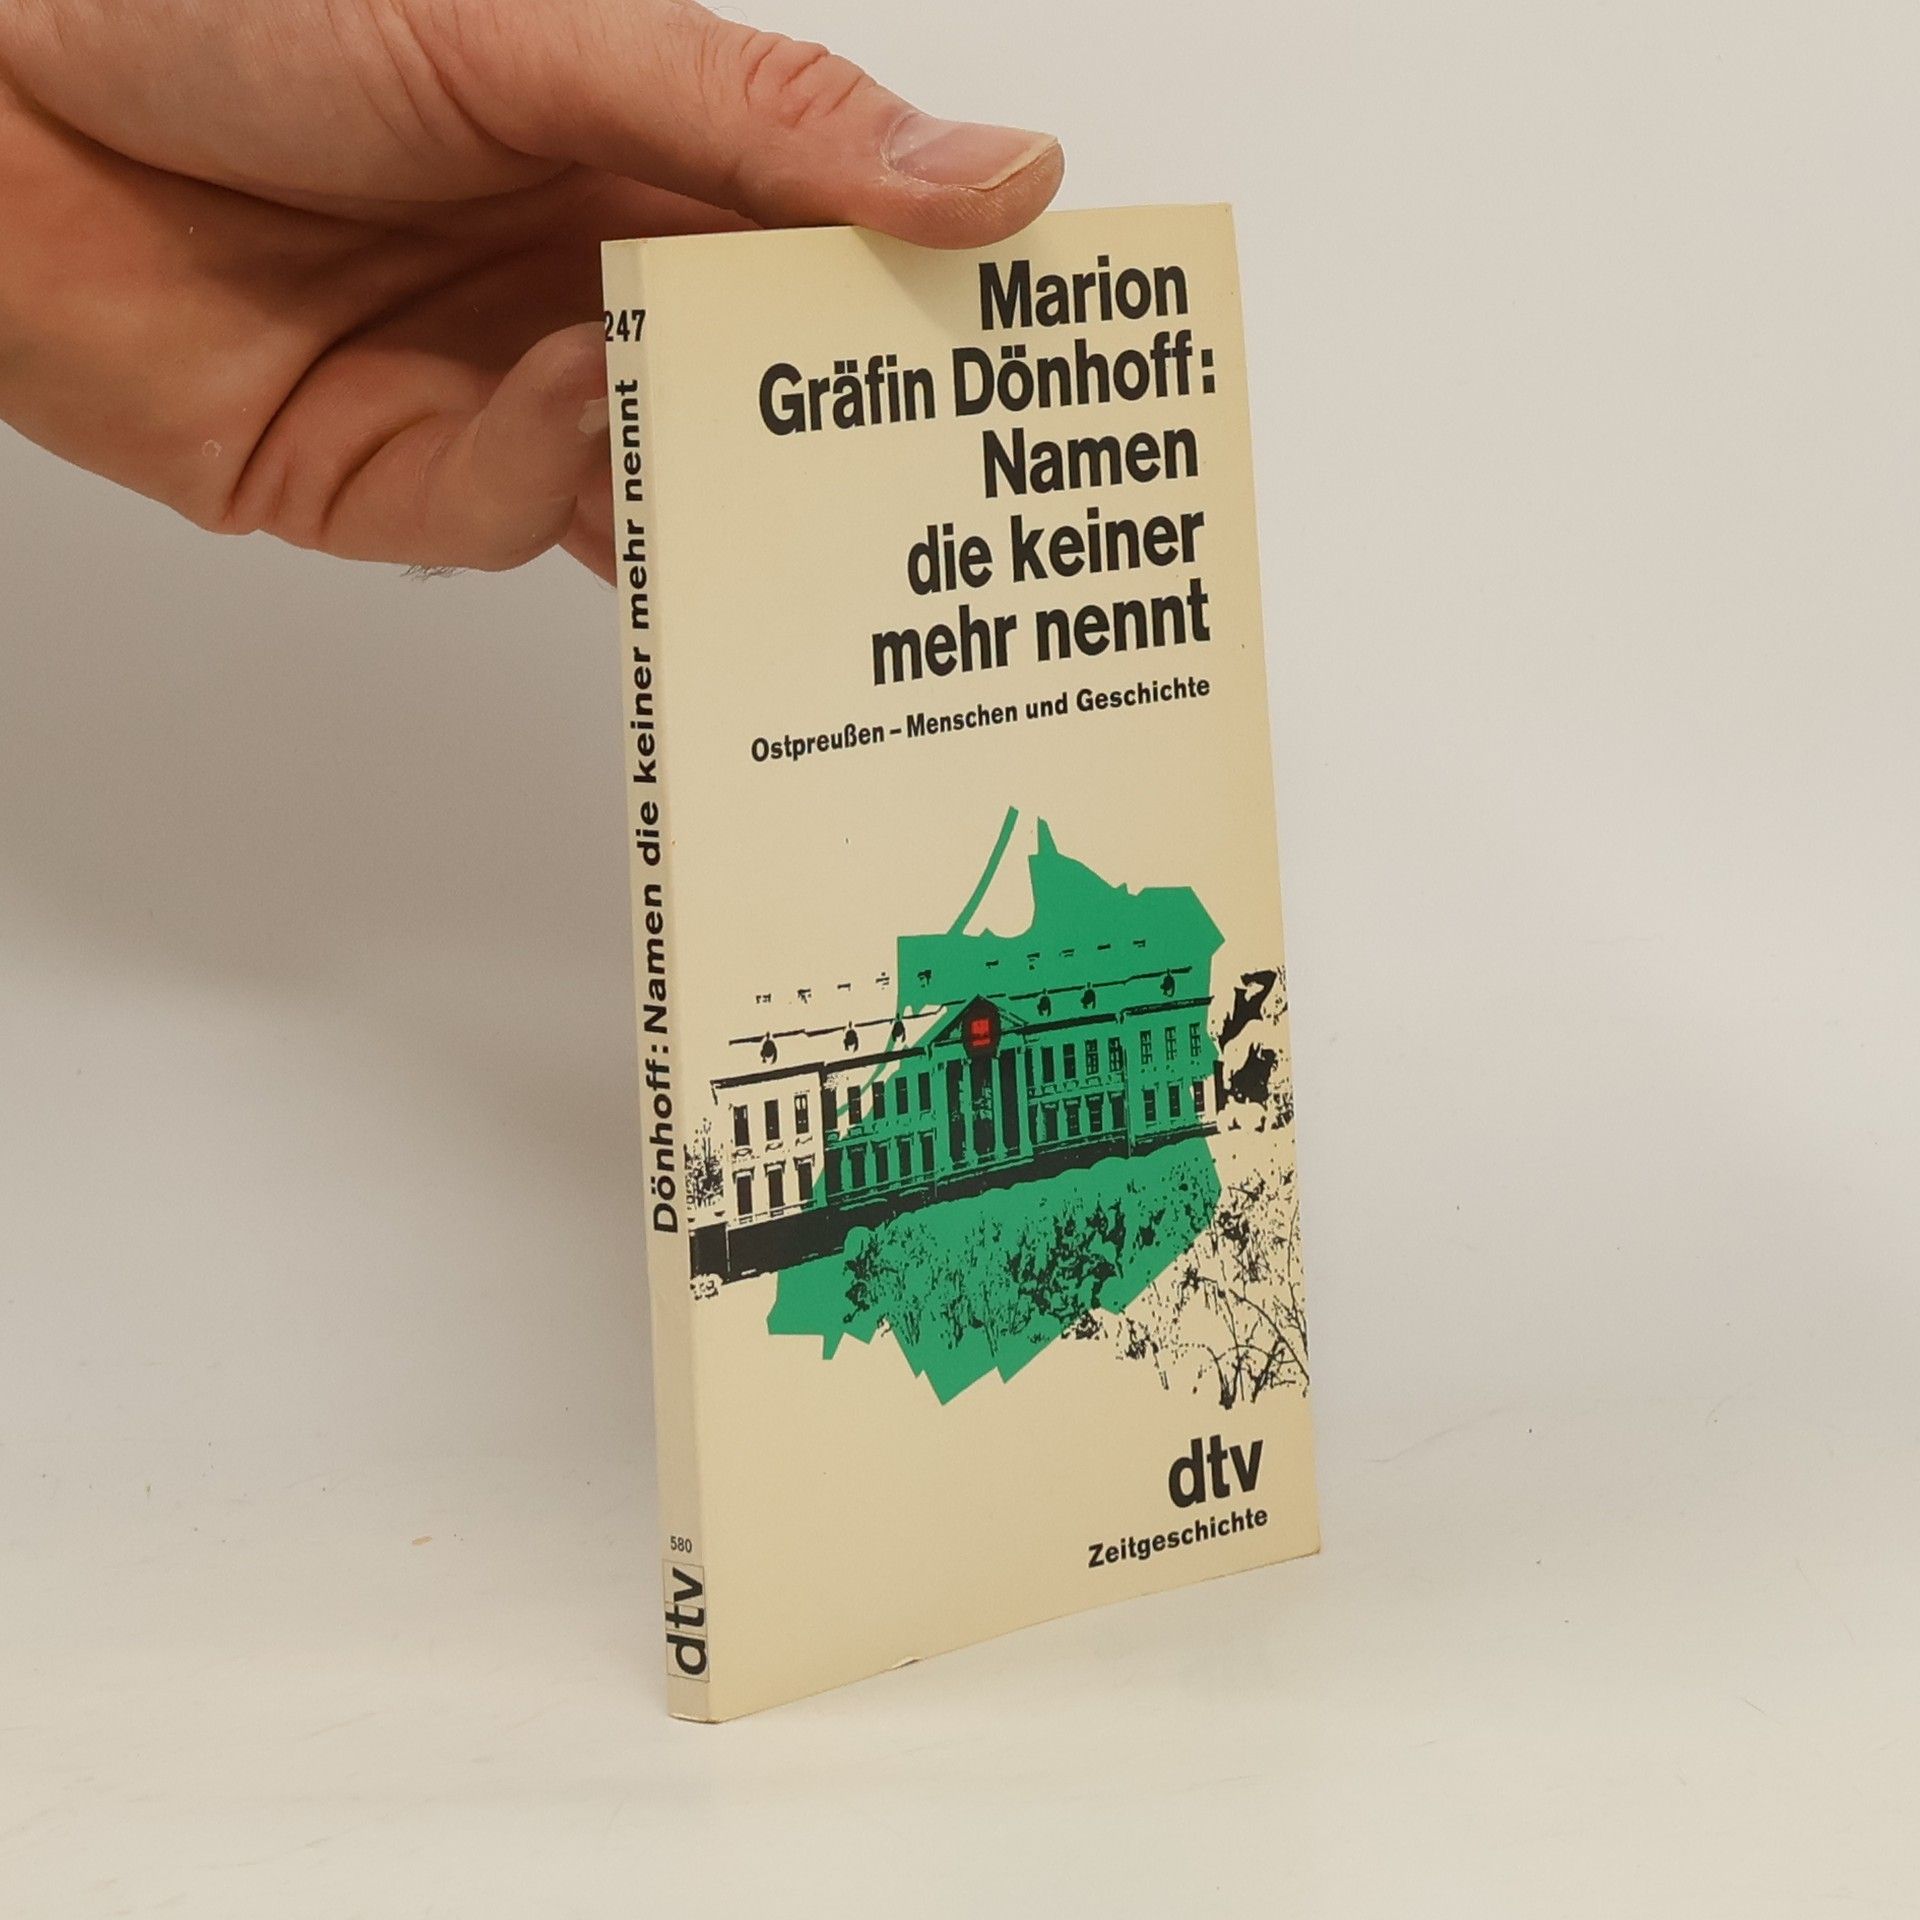 247
Dönhoff: Namen die keiner mehr nennt
580
dtv
Marion
Gräfin Dönhoff:
Namen
die keiner
mehr nennt
Ostpreußen – Menschen und Geschichte
dtv
Zeitgeschichte